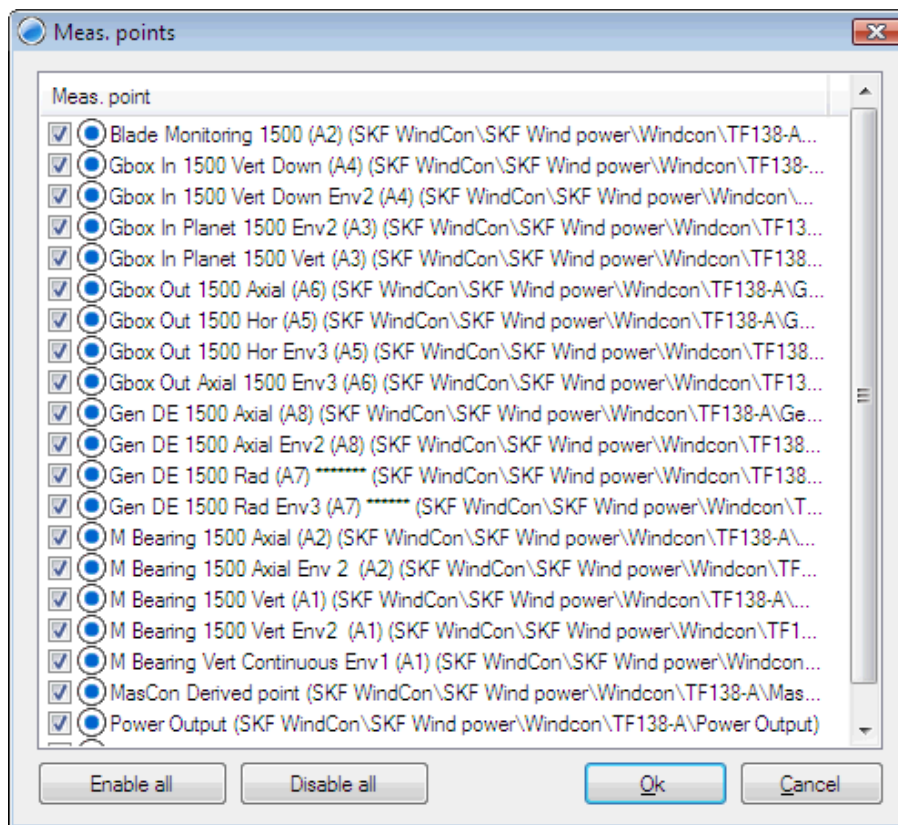 Meas. points
Meas. point
Blade Monitoring 1500 (A2) (SKF WindCon\SKF Wind power\Windcon\TF138-A...
Gbox In 1500 Vert Down (A4) (SKF WindCon\SKF Wind power\Windcon\TF138-...
Gbox In 1500 Vert Down Env2 (A4) (SKF WindCon\SKF Wind power\Windcon\...
Gbox In Planet 1500 Env2 (A3) (SKF WindCon\SKF Wind power\Windcon\TF13...
Gbox In Planet 1500 Vert (A3) (SKF WindCon\SKF Wind power\Windcon\TF138...
Gbox Out 1500 Axial (A6) (SKF WindCon\SKF Wind power\Windcon\TF138-A\G...
Gbox Out 1500 Hor (A5) (SKF WindCon\SKF Wind power\Windcon\TF138-A\G...
Gbox Out 1500 Hor Env3 (A5) (SKF WindCon\SKF Wind power\Windcon\TF138...
Gbox Out Axial 1500 Env3 (A6) (SKF WindCon\SKF Wind power\Windcon\TF13...
Gen DE 1500 Axial (A8) (SKF WindCon\SKF Wind power\Windcon\TF138-A\Ge...
Gen DE 1500 Axial Env2 (A8) (SKF WindCon\SKF Wind power\Windcon\TF138...
Gen DE 1500 Rad (A7) ******* (SKF WindCon\SKF Wind power\Windcon\TF138...
Gen DE 1500 Rad Env3 (A7) ****** (SKF WindCon\SKF Wind power\Windcon\T...
M Bearing 1500 Axial (A2) (SKF WindCon\SKF Wind power\Windcon\TF138-A\...
M Bearing 1500 Axial Env 2  (A2) (SKF WindCon\SKF Wind power\Windcon\TF...
M Bearing 1500 Vert (A1) (SKF WindCon\SKF Wind power\Windcon\TF138-A\...
M Bearing 1500 Vert Env2  (A1) (SKF WindCon\SKF Wind power\Windcon\TF1...
M Bearing Vert Continuous Env1 (A1) (SKF WindCon\SKF Wind power\Windcon...
MasCon Derived point (SKF WindCon\SKF Wind power\Windcon\TF138-A\Mas...
Power Output (SKF WindCon\SKF Wind power\Windcon\TF138-A\Power Output)
Enable all
Disable all
Ok
Cancel